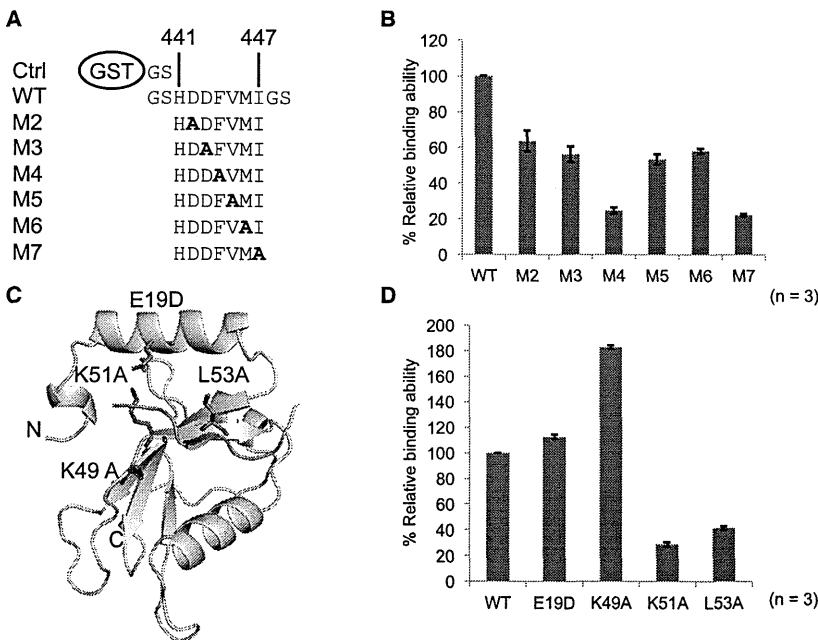 A
441 447
Ctrl GST GS
WT GSHDDFVMIGS
M2 HADFVMI
M3 HDAFVMI
M4 HDDAVMI
M5 HDDFAMI
M6 HDDFVAI
M7 HDDFVMA
B
% Relative binding ability
120
100
80
60
40
20
0
WT M2 M3 M4 M5 M6 M7
(n = 3)
C
E19D
K51A L53A
N
K49 A
C
D
% Relative binding ability
200
180
160
140
120
100
80
60
40
20
0
WT E19D K49A K51A L53A
(n = 3)